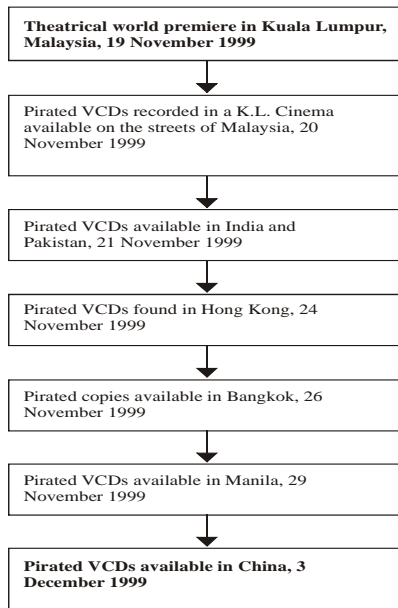 Theatrical world premiere in Kuala Lumpur,
Malaysia, 19 November 1999
Pirated VCDs recorded in a K.L. Cinema
available on the streets of Malaysia, 20
November 1999
Pirated VCDs available in India and
Pakistan, 21 November 1999
Pirated VCDs found in Hong Kong, 24
November 1999
Pirated copies available in Bangkok, 26
November 1999
Pirated VCDs available in Manila, 29
November 1999
Pirated VCDs available in China, 3
December 1999